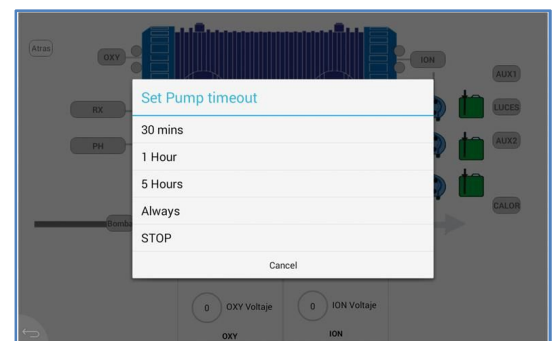 Atras
OXY
ION
AUX1
RX
LUCES
PH
AUX2
CALOR
Bomba
Set Pump timeout
30 mins
1 Hour
5 Hours
Always
STOP
Cancel
0 OXY Voltaje
0 ION Voltaje
OXY
ION